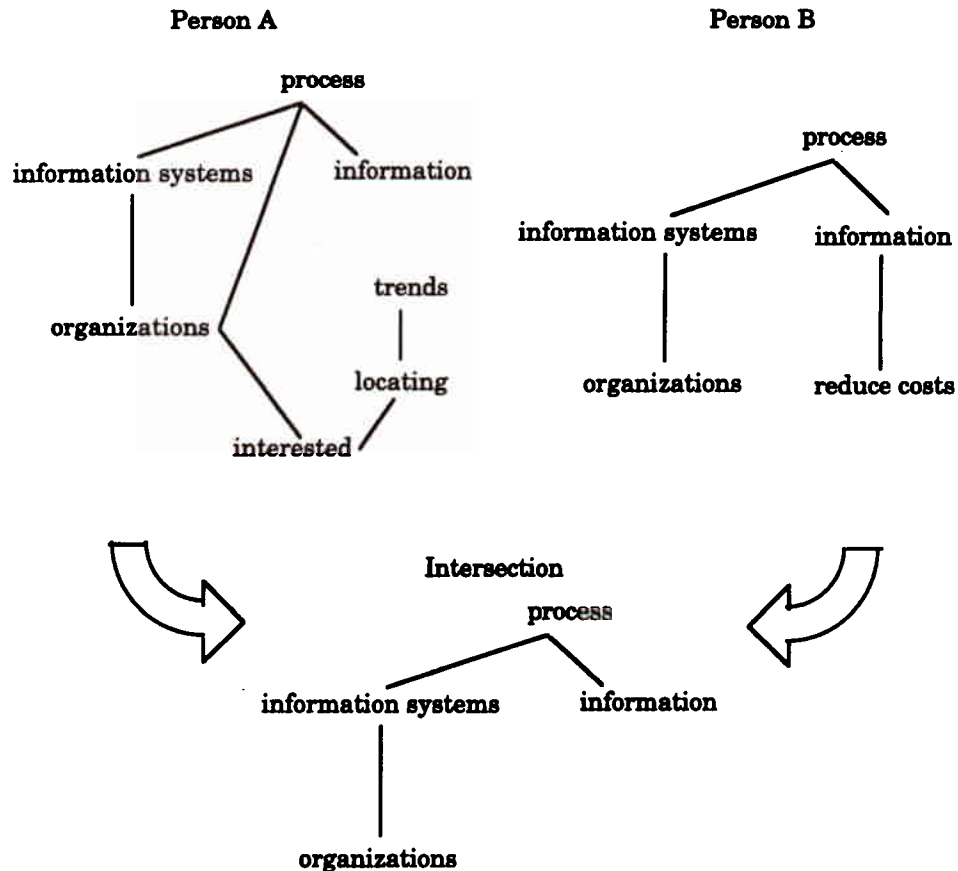 Person A
process
information systems
information
organizations
trends
locating
interested
Person B
process
information systems
information
organizations
reduce costs
Intersection
process
information systems
information
organizations